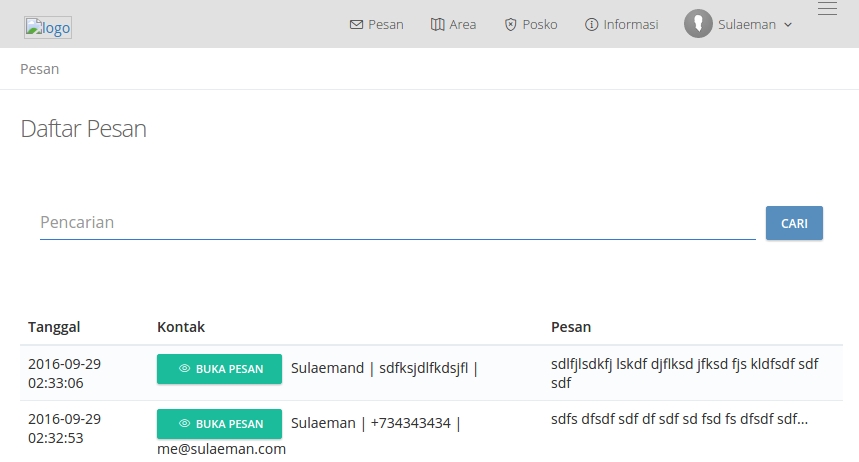 logo
Pesan
Area
Posko
Informasi
Sulaeman
Pesan
Daftar Pesan
Pencarian
CARI
Tanggal Kontak Pesan
2016-09-29
02:33:06
BUKA PESAN Sulaemand | sdfksjdlfkdsjfl |
sdlfjlsdkfj lskdf djflksd jfksd fjs kldfsdf sdf
sdf
2016-09-29
02:32:53
BUKA PESAN Sulaeman | +734343434 |
me@sulaeman.com
sdfs dfsdf sdf df sdf sd fsd fs dfsdf sdf...